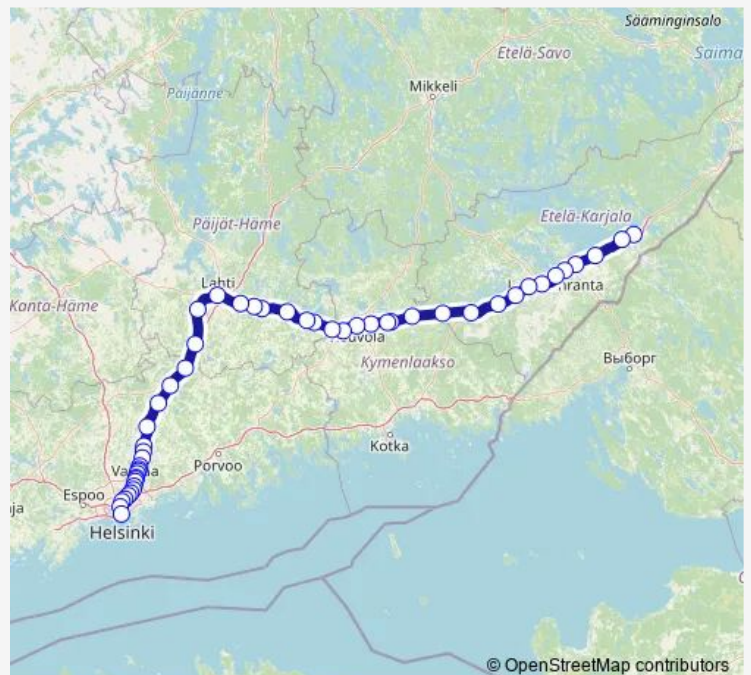 Sääminginsalo
Etelä-Savo
Saima
Mikkeli
Päijänne
Etelä-Karjala
Päijät-Häme
Lahti
Kanta-Häme
ranta
Kymenlaakso
Выборг
Kotka
Porvoo
Espoo
ja
Helsinki
© OpenStreetMap contributors